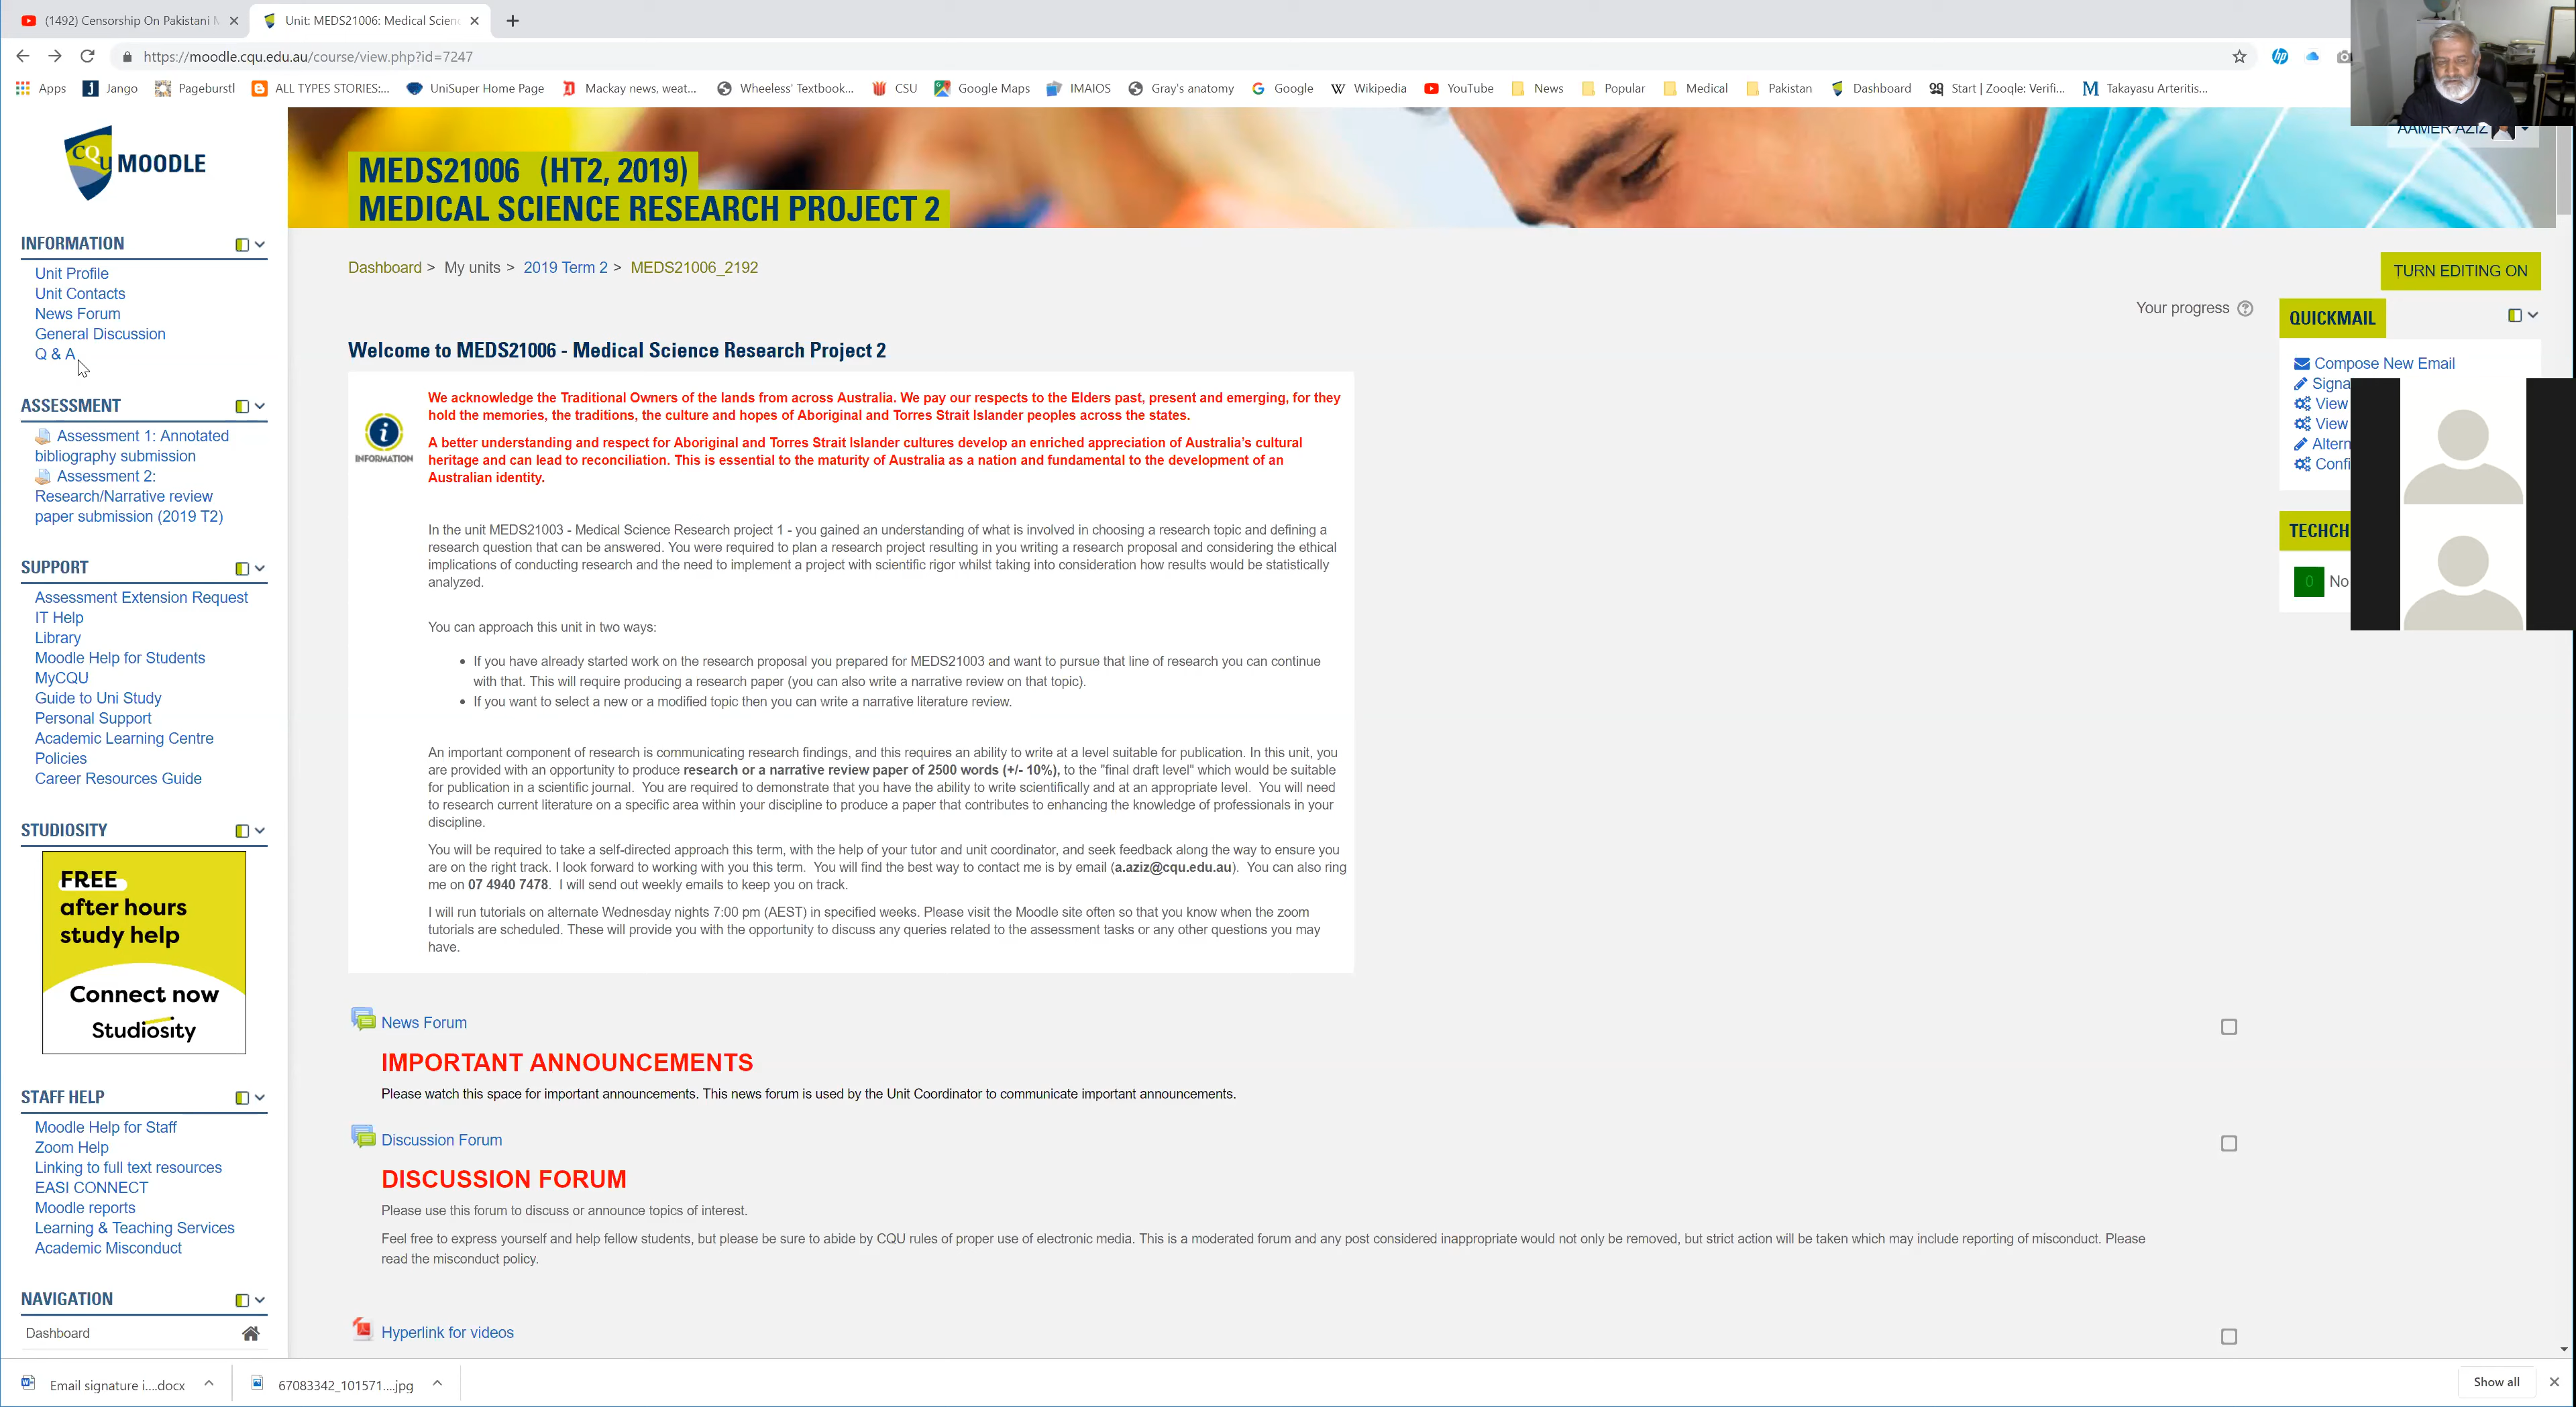 (1492) Censorship On Pakistani
Unit: MEDS21006: Medical Scien
https://moodle.cqu.edu.au/course/view.php?id=7247
Apps
Jango
Pageburstl
ALL TYPES STORIES:...
UniSuper Home Page
Mackay news, weat...
Wheeless' Textbook...
CSU
Google Maps
IMAIOS
Gray's anatomy
Google
Wikipedia
YouTube
News
Popular
Medical
Pakistan
Dashboard
Start | Zooqle: Verifi...
Takayasu Arteritis...
AAMER AZIZ
CQU MOODLE
MEDS21006 (HT2, 2019)
MEDICAL SCIENCE RESEARCH PROJECT 2
INFORMATION
Unit Profile
Unit Contacts
News Forum
General Discussion
Q & A
ASSESSMENT
Assessment 1: Annotated
bibliography submission
Assessment 2:
Research/Narrative review
paper submission (2019 T2)
SUPPORT
Assessment Extension Request
IT Help
Library
Moodle Help for Students
MyCQU
Guide to Uni Study
Personal Support
Academic Learning Centre
Policies
Career Resources Guide
STUDIOSITY
FREE
after hours
study help
Connect now
Studiosity
STAFF HELP
Moodle Help for Staff
Zoom Help
Linking to full text resources
EASI CONNECT
Moodle reports
Learning & Teaching Services
Academic Misconduct
NAVIGATION
Dashboard
Dashboard > My units > 2019 Term 2 > MEDS21006_2192
TURN EDITING ON
Your progress
Welcome to MEDS21006 - Medical Science Research Project 2
INFORMATION
We acknowledge the Traditional Owners of the lands from across Australia. We pay our respects to the Elders past, present and emerging, for they
hold the memories, the traditions, the culture and hopes of Aboriginal and Torres Strait Islander peoples across the states.
A better understanding and respect for Aboriginal and Torres Strait Islander cultures develop an enriched appreciation of Australia's cultural
heritage and can lead to reconciliation. This is essential to the maturity of Australia as a nation and fundamental to the development of an
Australian identity.
In the unit MEDS21003 - Medical Science Research project 1 - you gained an understanding of what is involved in choosing a research topic and defining a
research question that can be answered. You were required to plan a research project resulting in you writing a research proposal and considering the ethical
implications of conducting research and the need to implement a project with scientific rigor whilst taking into consideration how results would be statistically
analyzed.
You can approach this unit in two ways:
• If you have already started work on the research proposal you prepared for MEDS21003 and want to pursue that line of research you can continue
with that. This will require producing a research paper (you can also write a narrative review on that topic).
• If you want to select a new or a modified topic then you can write a narrative literature review.
An important component of research is communicating research findings, and this requires an ability to write at a level suitable for publication. In this unit, you
are provided with an opportunity to produce research or a narrative review paper of 2500 words (+/- 10%), to the "final draft level" which would be suitable
for publication in a scientific journal. You are required to demonstrate that you have the ability to write scientifically and at an appropriate level. You will need
to research current literature on a specific area within your discipline to produce a paper that contributes to enhancing the knowledge of professionals in your
discipline.
You will be required to take a self-directed approach this term, with the help of your tutor and unit coordinator, and seek feedback along the way to ensure you
are on the right track. I look forward to working with you this term. You will find the best way to contact me is by email (a.aziz@cqu.edu.au). You can also ring
me on 07 4940 7478. I will send out weekly emails to keep you on track.
I will run tutorials on alternate Wednesday nights 7:00 pm (AEST) in specified weeks. Please visit the Moodle site often so that you know when the zoom
tutorials are scheduled. These will provide you with the opportunity to discuss any queries related to the assessment tasks or any other questions you may
have.
News Forum
IMPORTANT ANNOUNCEMENTS
Please watch this space for important announcements. This news forum is used by the Unit Coordinator to communicate important announcements.
Discussion Forum
DISCUSSION FORUM
Please use this forum to discuss or announce topics of interest.
Feel free to express yourself and help fellow students, but please be sure to abide by CQU rules of proper use of electronic media. This is a moderated forum and any post considered inappropriate would not only be removed, but strict action will be taken which may include reporting of misconduct. Please
read the misconduct policy.
Hyperlink for videos
QUICKMAIL
Compose New Email
Signa
View
View
Altern
Confi
TECHCH
0 No
Email signature i....docx
67083342_101571....jpg
Show all